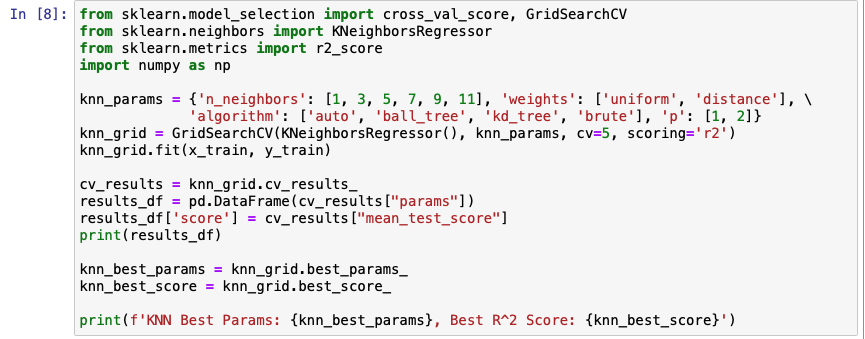 In [8]: from sklearn.model_selection import cross_val_score, GridSearchCV
from sklearn.neighbors import KNeighborsRegressor
from sklearn.metrics import r2_score
import numpy as np

knn_params = {'n_neighbors': [1, 3, 5, 7, 9, 11], 'weights': ['uniform', 'distance'], \
              'algorithm': ['auto', 'ball_tree', 'kd_tree', 'brute'], 'p': [1, 2]}
knn_grid = GridSearchCV(KNeighborsRegressor(), knn_params, cv=5, scoring='r2')
knn_grid.fit(x_train, y_train)

cv_results = knn_grid.cv_results_
results_df = pd.DataFrame(cv_results["params"])
results_df['score'] = cv_results["mean_test_score"]
print(results_df)

knn_best_params = knn_grid.best_params_
knn_best_score = knn_grid.best_score_

print(f'KNN Best Params: {knn_best_params}, Best R^2 Score: {knn_best_score}')